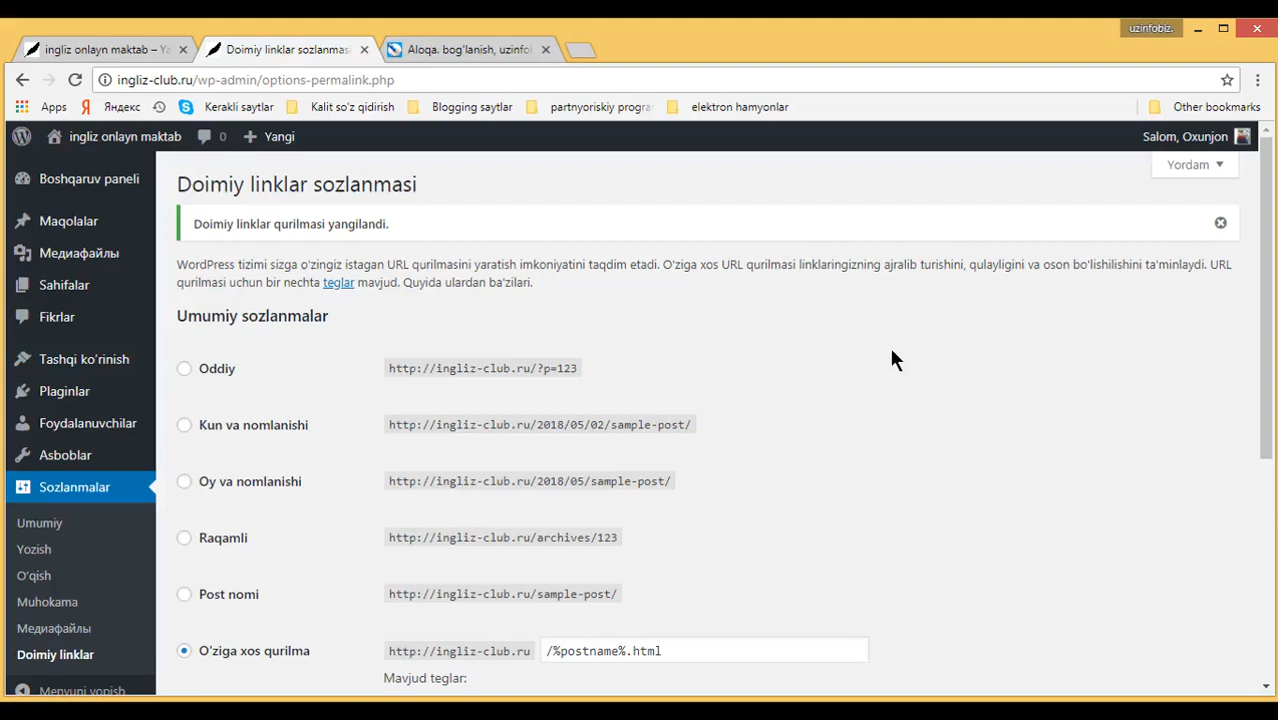 uzinfobiz.
ingliz onlayn maktab – Ya
Doimiy linklar sozlanmasi
Aloqa. bog'lanish, uzinfo
ingliz-club.ru/wp-admin/options-permalink.php
Apps
Яндекс
Kerakli saytlar
Kalit so'z qidirish
Blogging saytlar
partnyoriskiy progra
elektron hamyonlar
Other bookmarks
ingliz onlayn maktab
0
Yangi
Salom, Oxunjon
Boshqaruv paneli
Maqolalar
Медиафайлы
Sahifalar
Fikrlar
Tashqi ko‘rinish
Plaginlar
Foydalanuvchilar
Asboblar
Sozlanmalar
Umumiy
Yozish
O'qish
Muhokama
Медиафайлы
Doimiy linklar
Menyuni yopish
Yordam
Doimiy linklar sozlanmasi
Doimiy linklar qurilmasi yangilandi.
WordPress tizimi sizga o'zingiz istagan URL qurilmasini yaratish imkoniyatini taqdim etadi. O'ziga xos URL qurilmasi linklaringizning ajralib turishini, qulayligini va oson bo'lishilishini ta'minlaydi. URL
qurilmasi uchun bir nechta teglar mavjud. Quyida ulardan ba'zilari.
Umumiy sozlanmalar
Oddiy http://ingliz-club.ru/?p=123
Kun va nomlanishi http://ingliz-club.ru/2018/05/02/sample-post/
Oy va nomlanishi http://ingliz-club.ru/2018/05/sample-post/
Raqamli http://ingliz-club.ru/archives/123
Post nomi http://ingliz-club.ru/sample-post/
O'ziga xos qurilma http://ingliz-club.ru /%postname%.html
Mavjud teglar: